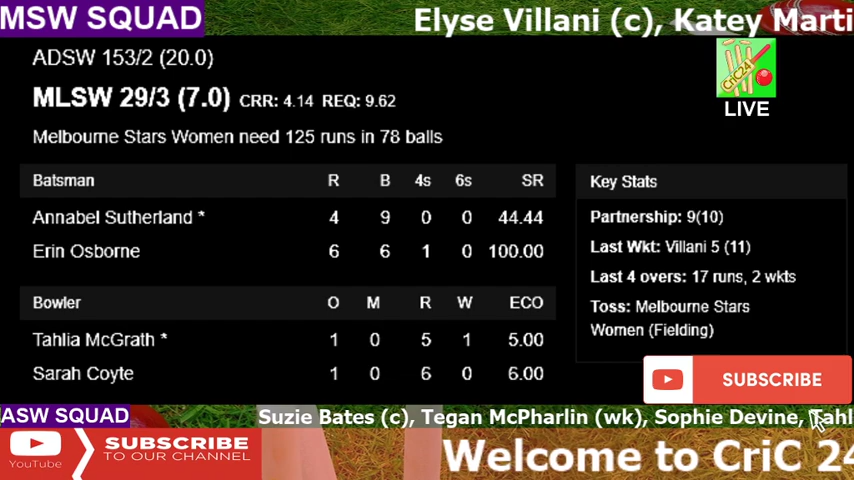 MSW SQUAD
Elyse Villani (c), Katey Marti
ADSW 153/2 (20.0)
MLSW 29/3 (7.0) CRR: 4.14 REQ: 9.62
CriC24
LIVE
Melbourne Stars Women need 125 runs in 78 balls
Batsman R B 4s 6s SR
Annabel Sutherland * 4 9 0 0 44.44
Erin Osborne 6 6 1 0 100.00
Bowler O M R W ECO
Tahlia McGrath * 1 0 5 1 5.00
Sarah Coyte 1 0 6 0 6.00
Key Stats
Partnership: 9(10)
Last Wkt: Villani 5 (11)
Last 4 overs: 17 runs, 2 wkts
Toss: Melbourne Stars
Women (Fielding)
SUBSCRIBE
ASW SQUAD
Suzie Bates (c), Tegan McPharlin (wk), Sophie Devine, Tahl
YouTube
SUBSCRIBE
TO OUR CHANNEL
Welcome to CriC 24